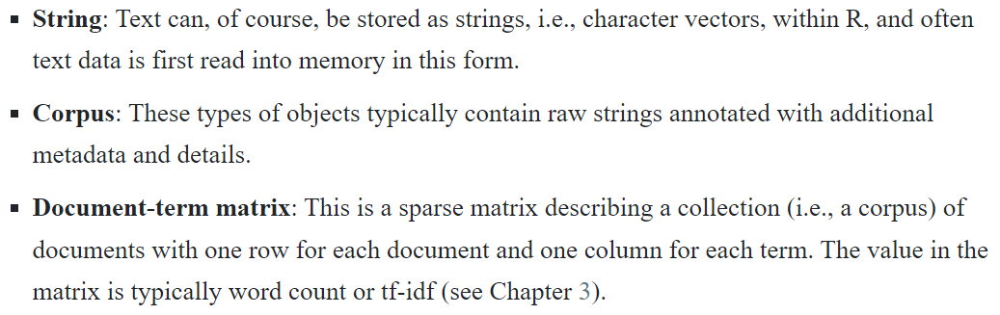 ▪ String: Text can, of course, be stored as strings, i.e., character vectors, within R, and often
text data is first read into memory in this form.
▪ Corpus: These types of objects typically contain raw strings annotated with additional
metadata and details.
▪ Document-term matrix: This is a sparse matrix describing a collection (i.e., a corpus) of
documents with one row for each document and one column for each term. The value in the
matrix is typically word count or tf-idf (see Chapter 3).